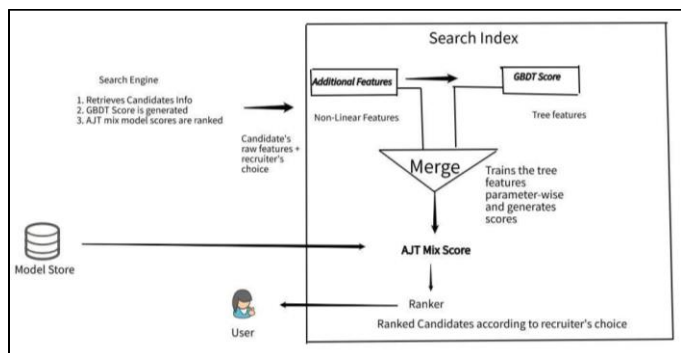 Search Index
Search Engine
1. Retrieves Candidates Info
2. GBDT Score is generated
3. AJT mix model scores are ranked
Additional Features
GBDT Score
Non-Linear Features
Tree features
Candidate's
raw features +
recruiter's
choice
Merge
Trains the tree
features
parameter-wise
and generates
scores
AJT Mix Score
Model Store
Ranker
User
Ranked Candidates according to recruiter's choice